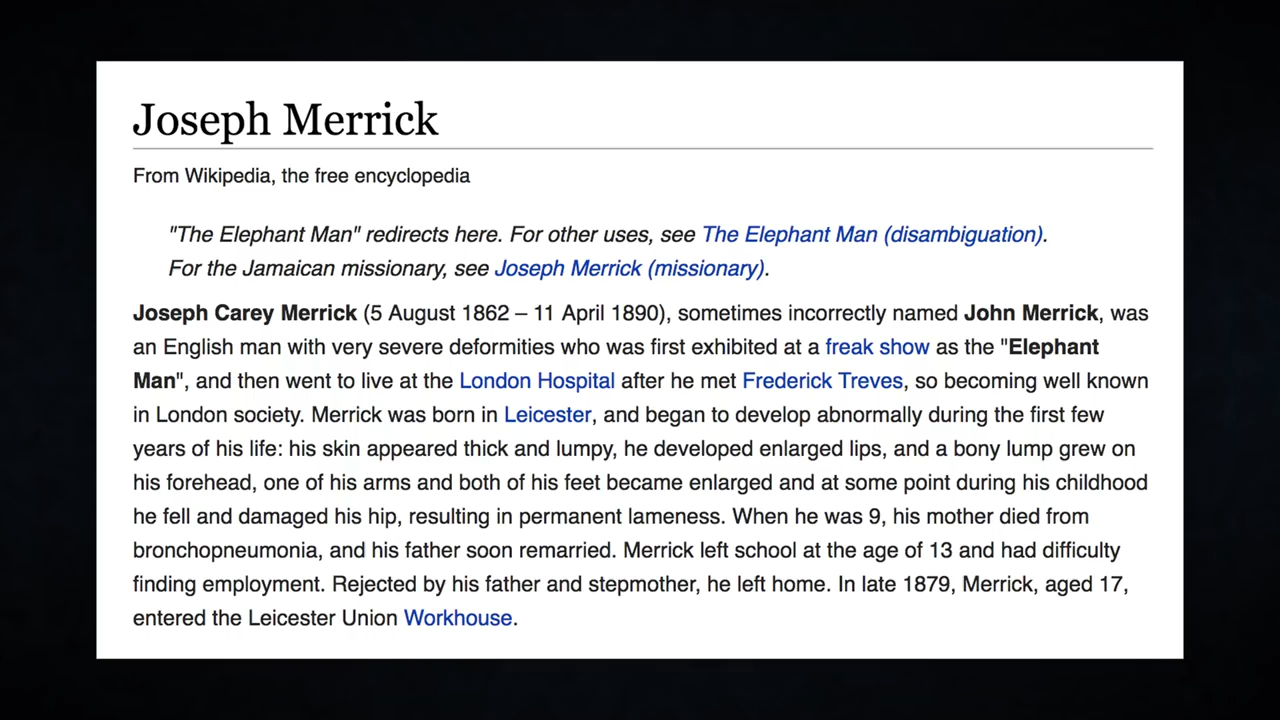 Joseph Merrick
From Wikipedia, the free encyclopedia
"The Elephant Man" redirects here. For other uses, see The Elephant Man (disambiguation).
For the Jamaican missionary, see Joseph Merrick (missionary).
Joseph Carey Merrick (5 August 1862 – 11 April 1890), sometimes incorrectly named John Merrick, was
an English man with very severe deformities who was first exhibited at a freak show as the "Elephant
Man", and then went to live at the London Hospital after he met Frederick Treves, so becoming well known
in London society. Merrick was born in Leicester, and began to develop abnormally during the first few
years of his life: his skin appeared thick and lumpy, he developed enlarged lips, and a bony lump grew on
his forehead, one of his arms and both of his feet became enlarged and at some point during his childhood
he fell and damaged his hip, resulting in permanent lameness. When he was 9, his mother died from
bronchopneumonia, and his father soon remarried. Merrick left school at the age of 13 and had difficulty
finding employment. Rejected by his father and stepmother, he left home. In late 1879, Merrick, aged 17,
entered the Leicester Union Workhouse.